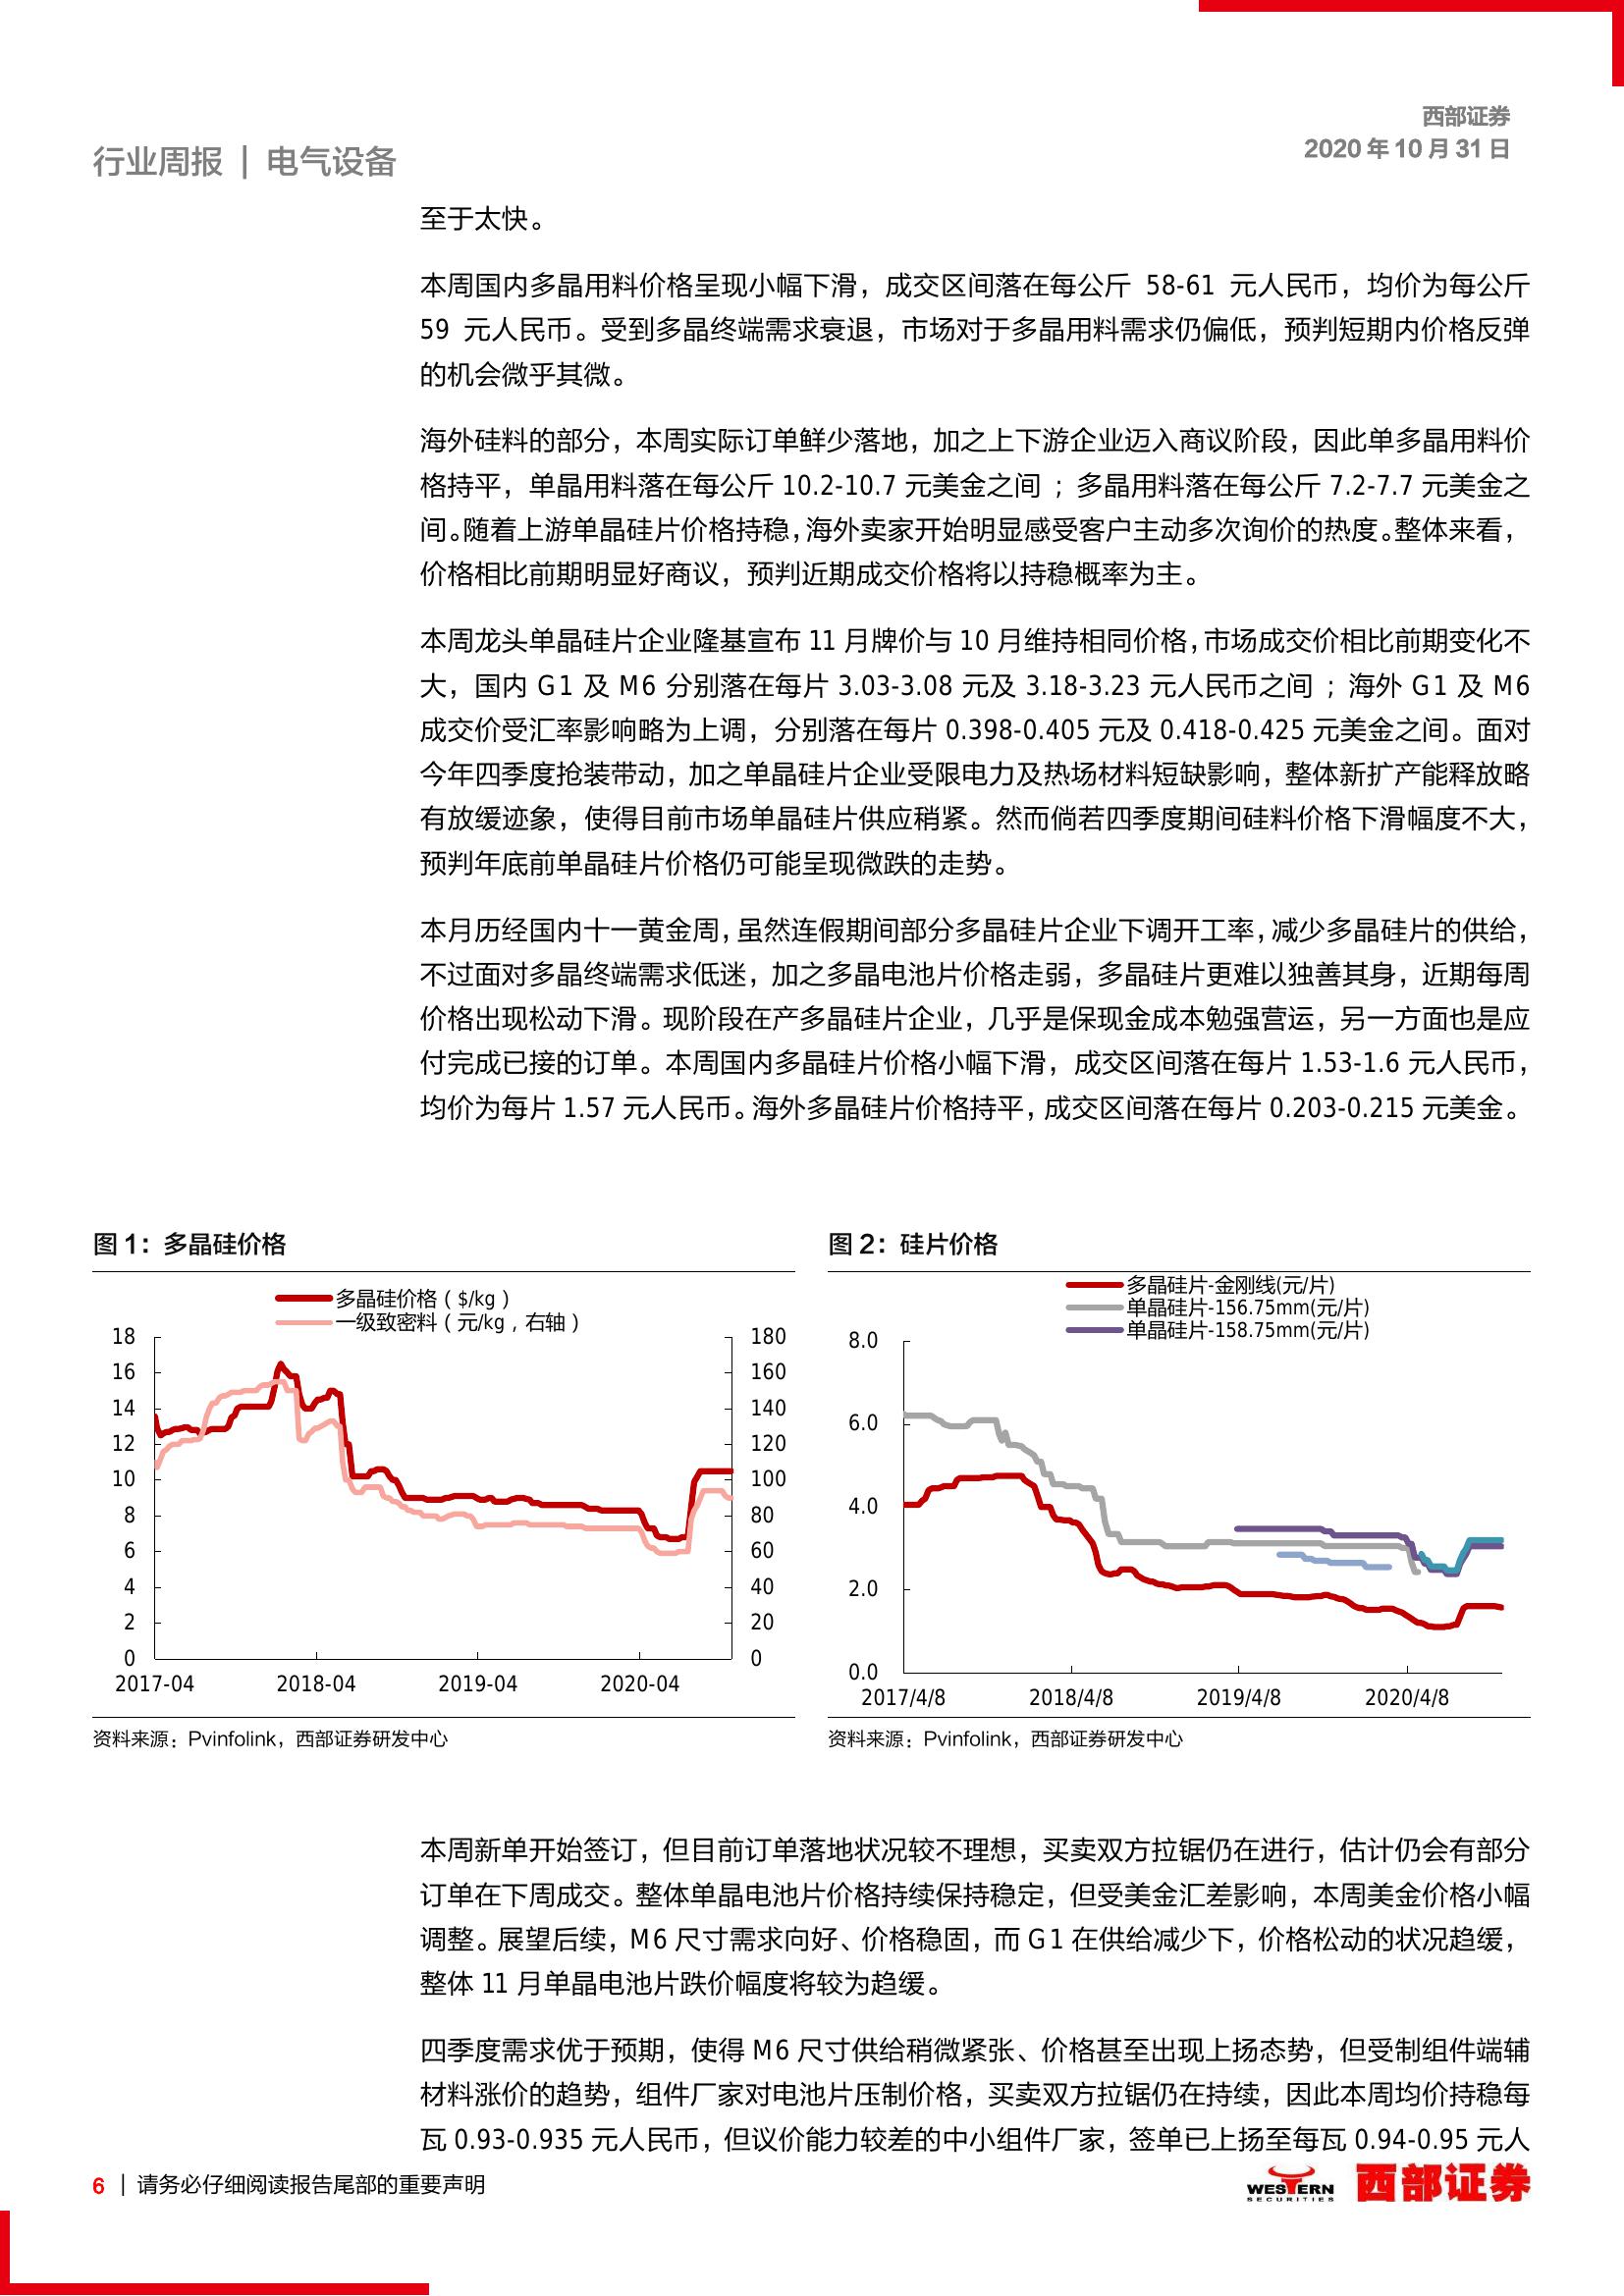 西部证券
2020 年 10 月 31 日
行业周报 | 电气设备
至于太快。
本周国内多晶用料价格呈现小幅下滑，成交区间落在每公斤 58-61 元人民币，均价为每公斤
59 元人民币。受到多晶终端需求衰退，市场对于多晶用料需求仍偏低，预判短期内价格反弹
的机会微乎其微。
海外硅料的部分，本周实际订单鲜少落地，加之上下游企业迈入商议阶段，因此单多晶用料价
格持平，单晶用料落在每公斤 10.2-10.7 元美金之间；多晶用料落在每公斤 7.2-7.7 元美金之
间。随着上游单晶硅片价格持稳，海外卖家开始明显感受客户主动多次询价的热度。整体来看，
价格相比前期明显好商议，预判近期成交价格将以持稳概率为主。
本周龙头单晶硅片企业隆基宣布 11 月牌价与 10 月维持相同价格，市场成交价相比前期变化不
大，国内 G1 及 M6 分别落在每片 3.03-3.08 元及 3.18-3.23 元人民币之间；海外 G1 及 M6
成交价受汇率影响略为上调，分别落在每片 0.398-0.405 元及 0.418-0.425 元美金之间。面对
今年四季度抢装带动，加之单晶硅片企业受限电力及热场材料短缺影响，整体新扩产能释放略
有放缓迹象，使得目前市场单晶硅片供应稍紧。然而倘若四季度期间硅料价格下滑幅度不大，
预判年底前单晶硅片价格仍可能呈现微跌的走势。
本月历经国内十一黄金周，虽然连假期间部分多晶硅片企业下调开工率，减少多晶硅片的供给，
不过面对多晶终端需求低迷，加之多晶电池片价格走弱，多晶硅片更难以独善其身，近期每周
价格出现松动下滑。现阶段在产多晶硅片企业，几乎是保现金成本勉强营运，另一方面也是应
付完成已接的订单。本周国内多晶硅片价格小幅下滑，成交区间落在每片 1.53-1.6 元人民币，
均价为每片 1.57 元人民币。海外多晶硅片价格持平，成交区间落在每片 0.203-0.215 元美金。
图 1：多晶硅价格
多晶硅价格（$/kg）
一级致密料（元/kg，右轴）
18
16
14
12
10
8
6
4
2
0
180
160
140
120
100
80
60
40
20
0
2017-04 2018-04 2019-04 2020-04
资料来源：Pvinfolink，西部证券研发中心
图 2：硅片价格
多晶硅片-金刚线(元/片)
单晶硅片-156.75mm(元/片)
单晶硅片-158.75mm(元/片)
8.0
6.0
4.0
2.0
0.0
2017/4/8 2018/4/8 2019/4/8 2020/4/8
资料来源：Pvinfolink，西部证券研发中心
本周新单开始签订，但目前订单落地状况较不理想，买卖双方拉锯仍在进行，估计仍会有部分
订单在下周成交。整体单晶电池片价格持续保持稳定，但受美金汇差影响，本周美金价格小幅
调整。展望后续，M6 尺寸需求向好、价格稳固，而 G1 在供给减少下，价格松动的状况趋缓，
整体 11 月单晶电池片跌价幅度将较为趋缓。
四季度需求优于预期，使得 M6 尺寸供给稍微紧张、价格甚至出现上扬态势，但受制组件端辅
材料涨价的趋势，组件厂家对电池片压制价格，买卖双方拉锯仍在持续，因此本周均价持稳每
瓦 0.93-0.935 元人民币，但议价能力较差的中小组件厂家，签单已上扬至每瓦 0.94-0.95 元人
6 | 请务必仔细阅读报告尾部的重要声明
WESTERN
SECURITIES
西部证券